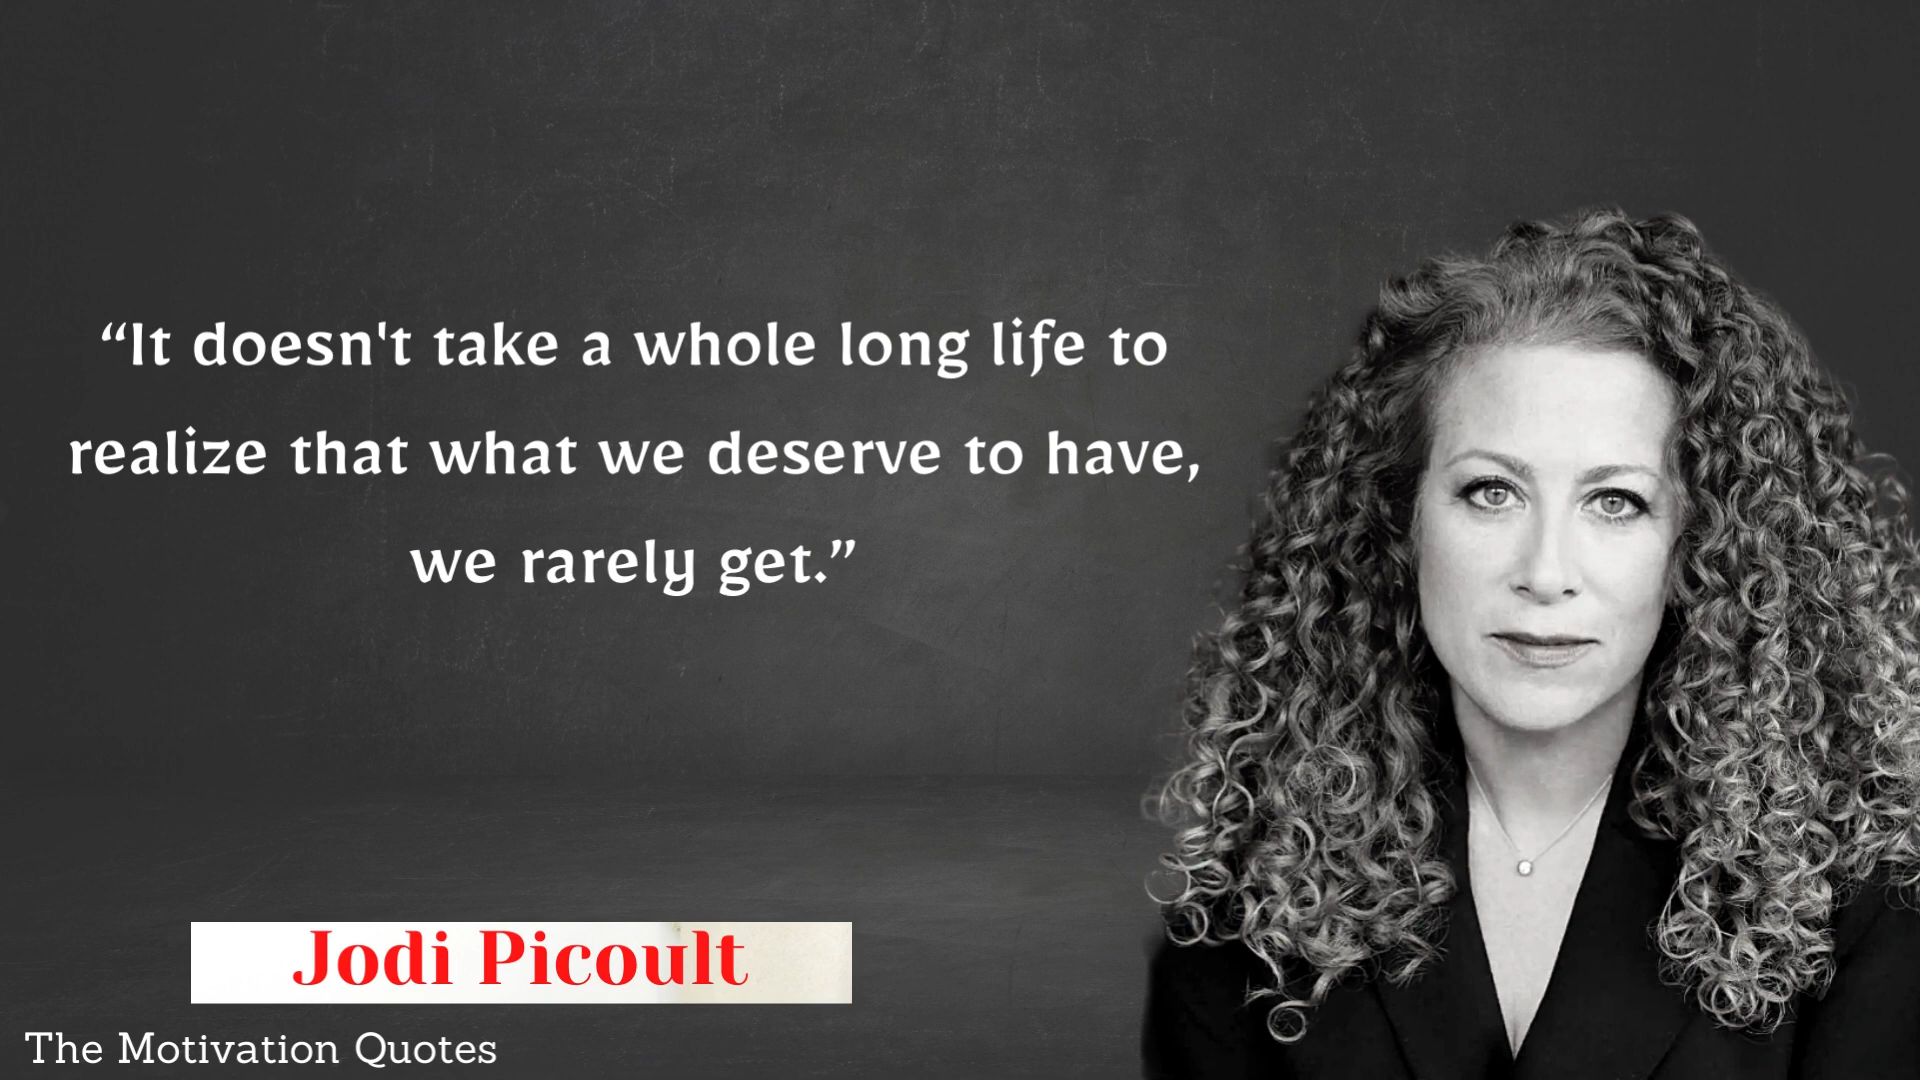 “It doesn't take a whole long life to
realize that what we deserve to have,
we rarely get.”
Jodi Picoult
The Motivation Quotes